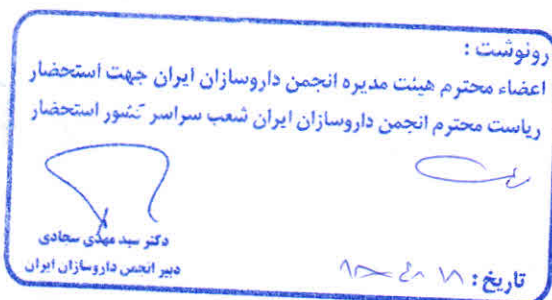 رونوشت :
اعضاء محترم هیئت مدیره انجمن داروسازان ایران جهت استحضار
ریاست محترم انجمن داروسازان ایران شعب سراسر کشور استحضار
دکتر سید مهدی سجادی
دبیر انجمن داروسازان ایران
تاریخ :